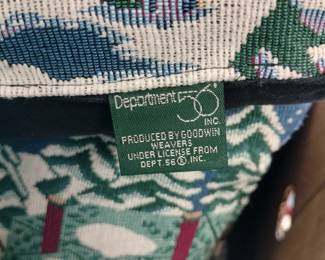 Department 56®
INC.
PRODUCED BY GOODWIN
WEAVERS
UNDER LICENSE FROM
DEPT. 56®, INC.